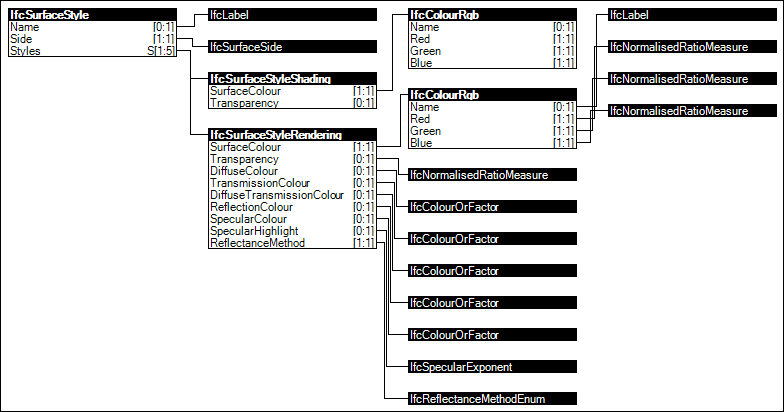 IfcSurfaceStyle
Name [0:1]
Side [1:1]
Styles S[1:5]
IfcLabel
IfcSurfaceSide
IfcSurfaceStyleShading
SurfaceColour [1:1]
Transparency [0:1]
IfcSurfaceStyleRendering
SurfaceColour [1:1]
Transparency [0:1]
DiffuseColour [0:1]
TransmissionColour [0:1]
DiffuseTransmissionColour [0:1]
ReflectionColour [0:1]
SpecularColour [0:1]
SpecularHighlight [0:1]
ReflectanceMethod [1:1]
IfcColourRgb
Name [0:1]
Red [1:1]
Green [1:1]
Blue [1:1]
IfcColourRgb
Name [1:1]
Red [1:1]
Green [1:1]
Blue [1:1]
IfcNormalisedRatioMeasure
IfcColourOrFactor
IfcColourOrFactor
IfcColourOrFactor
IfcColourOrFactor
IfcColourOrFactor
IfcSpecularExponent
IfcReflectanceMethodEnum
IfcLabel
IfcNormalisedRatioMeasure
IfcNormalisedRatioMeasure
IfcNormalisedRatioMeasure